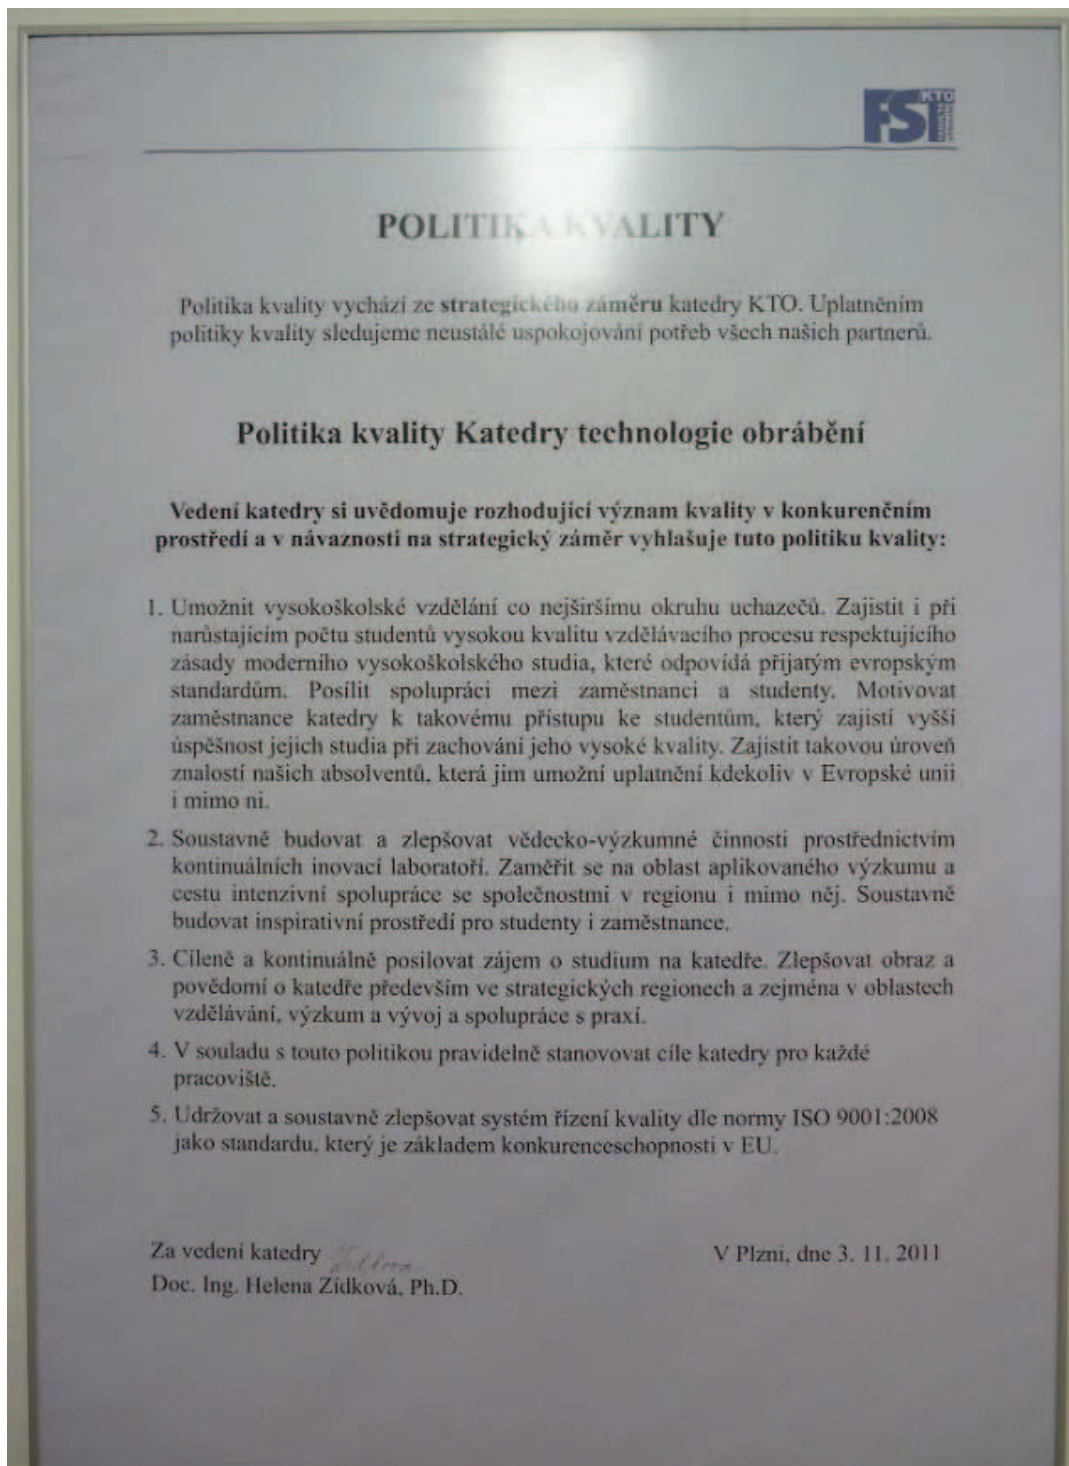 FST
KTO
POLITIKA KVALITY
Politika kvality vychází ze strategického záměru katedry KTO. Uplatněním
politiky kvality sledujeme neustálé uspokojování potřeb všech našich partnerů.
Politika kvality Katedry technologie obrábění
Vedení katedry si uvědomuje rozhodující význam kvality v konkurenčním
prostředí a v návaznosti na strategický záměr vyhlašuje tuto politiku kvality:
1. Umožnit vysokoškolské vzdělání co nejširšímu okruhu uchazečů. Zajistit i při
narůstajícím počtu studentů vysokou kvalitu vzdělávacího procesu respektujícího
zásady moderního vysokoškolského studia, které odpovídá přijatým evropským
standardům. Posílit spolupráci mezi zaměstnanci a studenty. Motivovat
zaměstnance katedry k takovému přístupu ke studentům, který zajistí vyšší
úspěšnost jejich studia při zachování jeho vysoké kvality. Zajistit takovou úroveň
znalostí našich absolventů, která jim umožní uplatnění kdekoliv v Evropské unii
i mimo ni.
2. Soustavně budovat a zlepšovat vědecko-výzkumné činnosti prostřednictvím
kontinuálních inovací laboratoří. Zaměřit se na oblast aplikovaného výzkumu a
cestu intenzivní spolupráce se společnostmi v regionu i mimo něj. Soustavně
budovat inspirativní prostředí pro studenty i zaměstnance.
3. Cíleně a kontinuálně posilovat zájem o studium na katedře. Zlepšovat obraz a
povědomí o katedře především ve strategických regionech a zejména v oblastech
vzdělávání, výzkum a vývoj a spolupráce s praxí.
4. V souladu s touto politikou pravidelně stanovovat cíle katedry pro každé
pracoviště.
5. Udržovat a soustavně zlepšovat systém řízení kvality dle normy ISO 9001:2008
jako standardu, který je základem konkurenceschopnosti v EU.
Za vedení katedry
V Plzni, dne 3. 11. 2011
Doc. Ing. Helena Zídková, Ph.D.